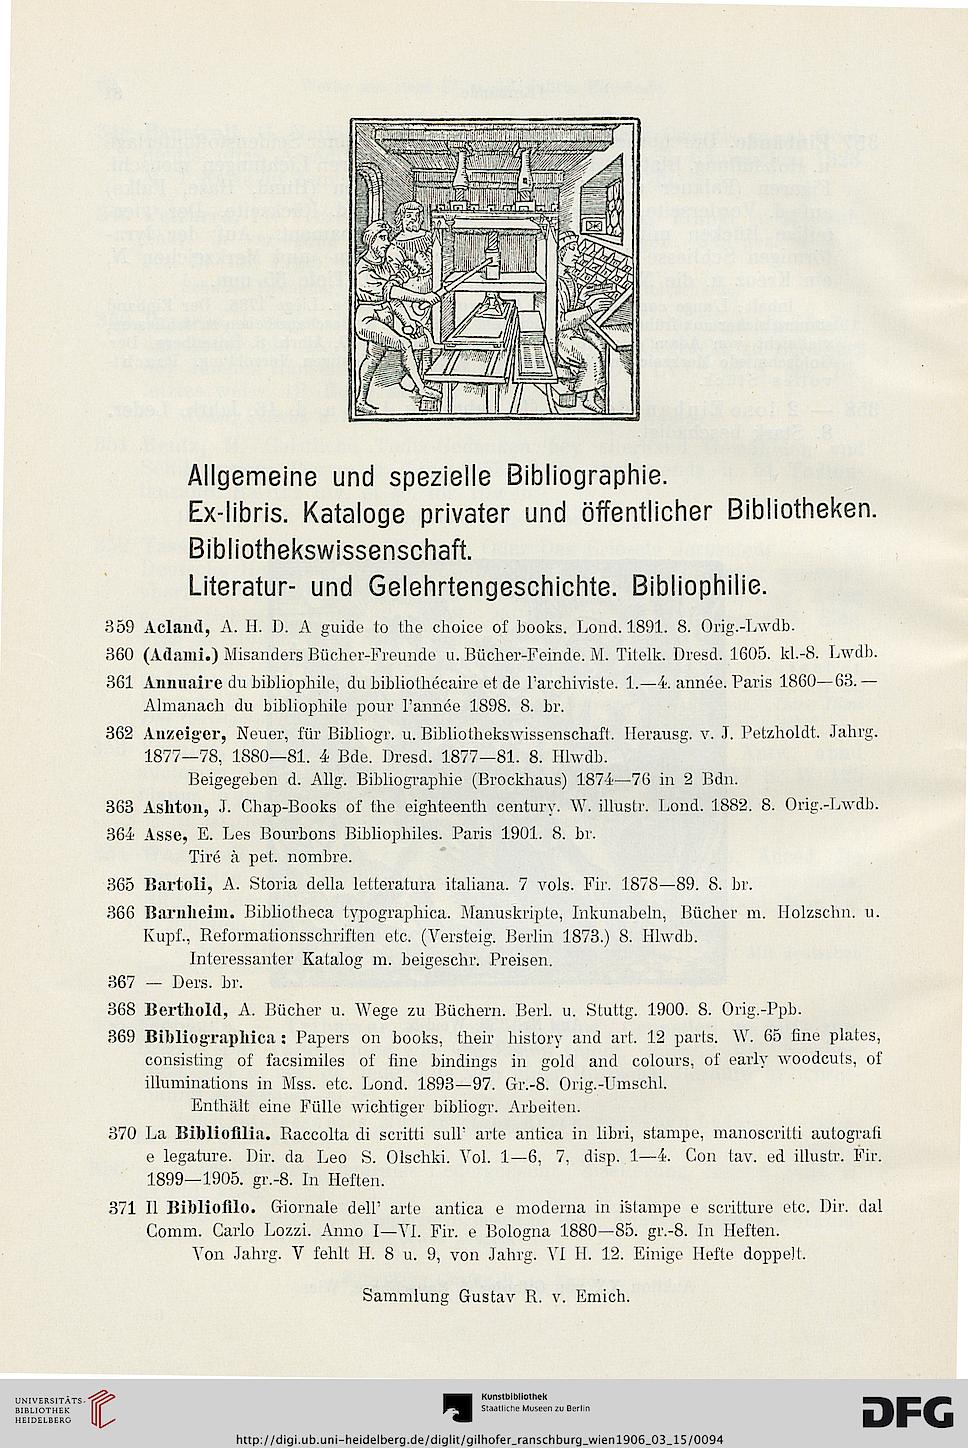 Allgemeine und spezielle Bibliographie.
Ex-libris. Kataloge privater und öffentlicher Bibliotheken.
Bibliothekswissenschaft.
Literatur- und Gelehrtengeschichte. Bibliophilie.
359 Acland, A. H. D. A guide to the choice of books. Lond. 1891. 8. Orig.-Lwdb.
360 (Adami.) Misanders Bücher-Freunde u. Bücher-Feinde. M. Titelk. Dresd. 1605. kl.-8. Lwdb.
361 Annuaire du bibliophile, du bibliothécaire et de l'archiviste. 1.—4. année. Paris 1860—63. —
Almanach du bibliophile pour l'année 1898. 8. br.
362 Anzeiger, Neuer, für Bibliogr. u. Bibliothekswissenschaft. Herausg. v. J. Petzholdt. Jahrg.
1877—78, 1880—81. 4 Bde. Dresd. 1877—81. 8. Hlwdb.
Beigegeben d. Allg. Bibliographie (Brockhaus) 1874—76 in 2 Bdn.
363 Ashton, J. Chap-Books of the eighteenth century. W. illustr. Lond. 1882. 8. Orig.-Lwdb.
364 Asse, E. Les Bourbons Bibliophiles. Paris 1901. 8. br.
Tiré à pet. nombre.
365 Bartoli, A. Storia della letteratura italiana. 7 vols. Fir. 1878—89. 8. br.
366 Barnheim. Bibliotheca typographica. Manuskripte, Inkunabeln, Bücher m. Holzschn. u.
Kupf., Reformationsschriften etc. (Versteig. Berlin 1873.) 8. Hlwdb.
Interessanter Katalog m. beigeschr. Preisen.
367 — Ders. br.
368 Berthold, A. Bücher u. Wege zu Büchern. Berl. u. Stuttg. 1900. 8. Orig.-Ppb.
369 Bibliographica: Papers on books, their history and art. 12 parts. W. 65 fine plates,
consisting of facsimiles of fine bindings in gold and colours, of early woodcuts, of
illuminations in Mss. etc. Lond. 1893—97. Gr.-8. Orig.-Umschl.
Enthält eine Fülle wichtiger bibliogr. Arbeiten.
370 La Bibliofilia. Raccolta di scritti sull' arte antica in libri, stampe, manoscritti autografi
e legature. Dir. da Leo S. Olschki. Vol. 1—6, 7, disp. 1—4. Con tav. ed illustr. Fir.
1899—1905. gr.-8. In Heften.
371 Il Bibliofilo. Giornale dell' arte antica e moderna in istampe e scritture etc. Dir. dal
Comm. Carlo Lozzi. Anno I—VI. Fir. e Bologna 1880—85. gr.-8. In Heften.
Von Jahrg. V fehlt H. 8 u. 9, von Jahrg. VI H. 12. Einige Hefte doppelt.
Sammlung Gustav R. v. Emich.
UNIVERSITÄTS-
BIBLIOTHEK
HEIDELBERG
Kunstbibliothek
Staatliche Museen zu Berlin
DFG
http://digi.ub.uni-heidelberg.de/diglit/gilhofer_ranschburg_wien1906_03_15/0094